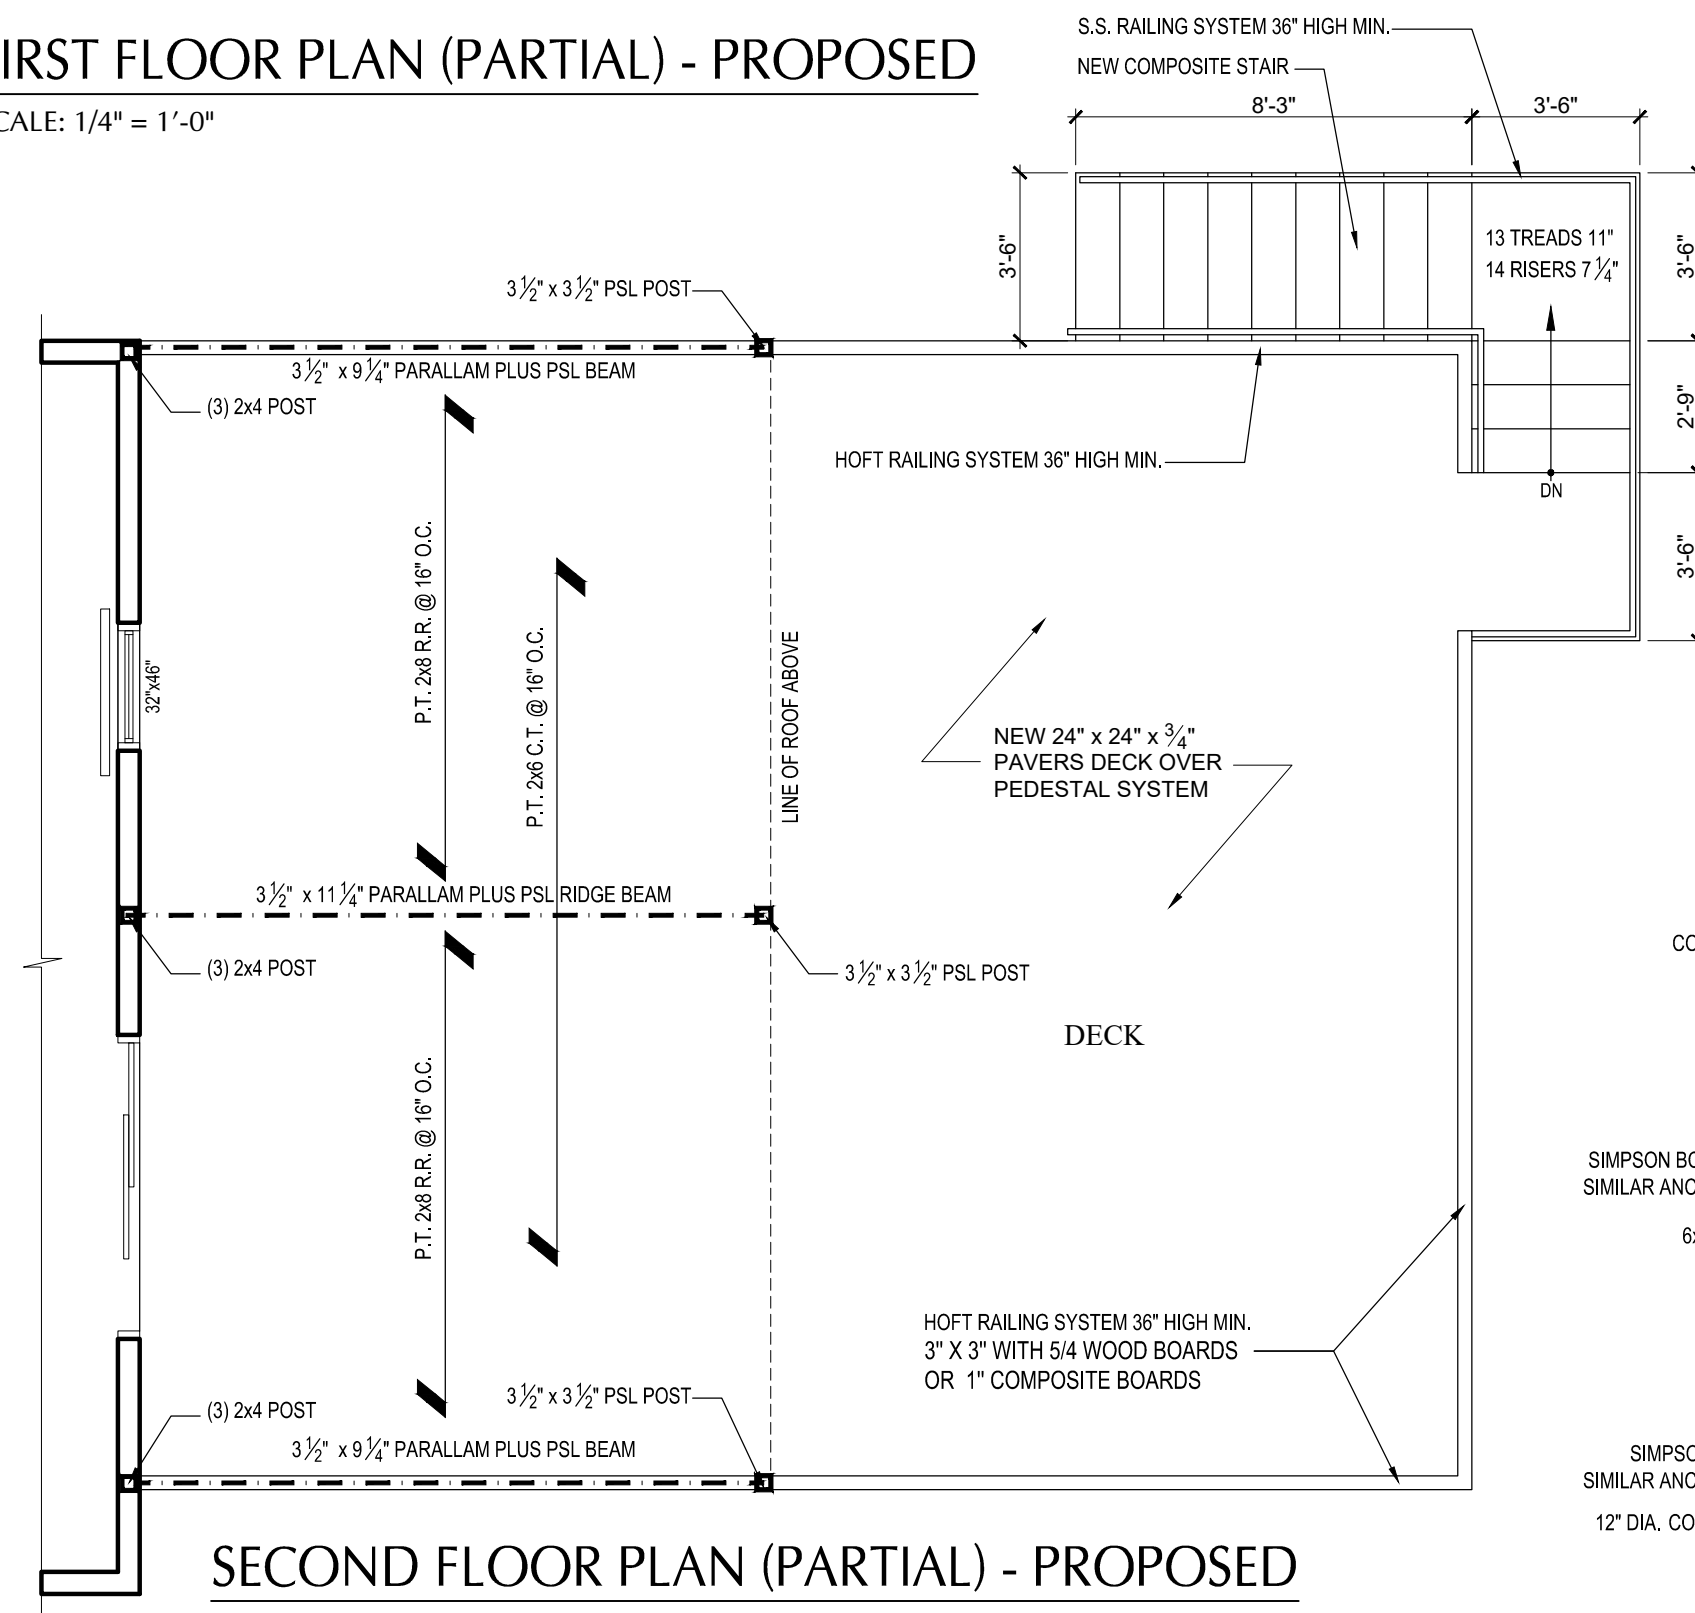 IRST FLOOR PLAN (PARTIAL) - PROPOSED
CALE: 1/4" = 1'-0"
S.S. RAILING SYSTEM 36" HIGH MIN.
NEW COMPOSITE STAIR
8'-3"
3'-6"
3'-6"
13 TREADS 11"
14 RISERS 7 1/4"
3'-6"
3 1/2" x 3 1/2" PSL POST
3 1/2" x 9 1/4" PARALLAM PLUS PSL BEAM
(3) 2x4 POST
2'-9"
HOFT RAILING SYSTEM 36" HIGH MIN.
DN
3'-6"
P.T. 2x8 R.R. @ 16" O.C.
P.T. 2x6 C.T. @ 16" O.C.
LINE OF ROOF ABOVE
32"x46"
NEW 24" x 24" x 3/4"
PAVERS DECK OVER
PEDESTAL SYSTEM
3 1/2" x 11 1/4" PARALLAM PLUS PSL RIDGE BEAM
CO
(3) 2x4 POST
3 1/2" x 3 1/2" PSL POST
DECK
P.T. 2x8 R.R. @ 16" O.C.
SIMPSON BO
SIMILAR ANC
6x
HOFT RAILING SYSTEM 36" HIGH MIN.
3" X 3" WITH 5/4 WOOD BOARDS
OR 1" COMPOSITE BOARDS
3 1/2" x 3 1/2" PSL POST
(3) 2x4 POST
3 1/2" x 9 1/4" PARALLAM PLUS PSL BEAM
SIMPSO
SIMILAR ANC
12" DIA. CO
SECOND FLOOR PLAN (PARTIAL) - PROPOSED